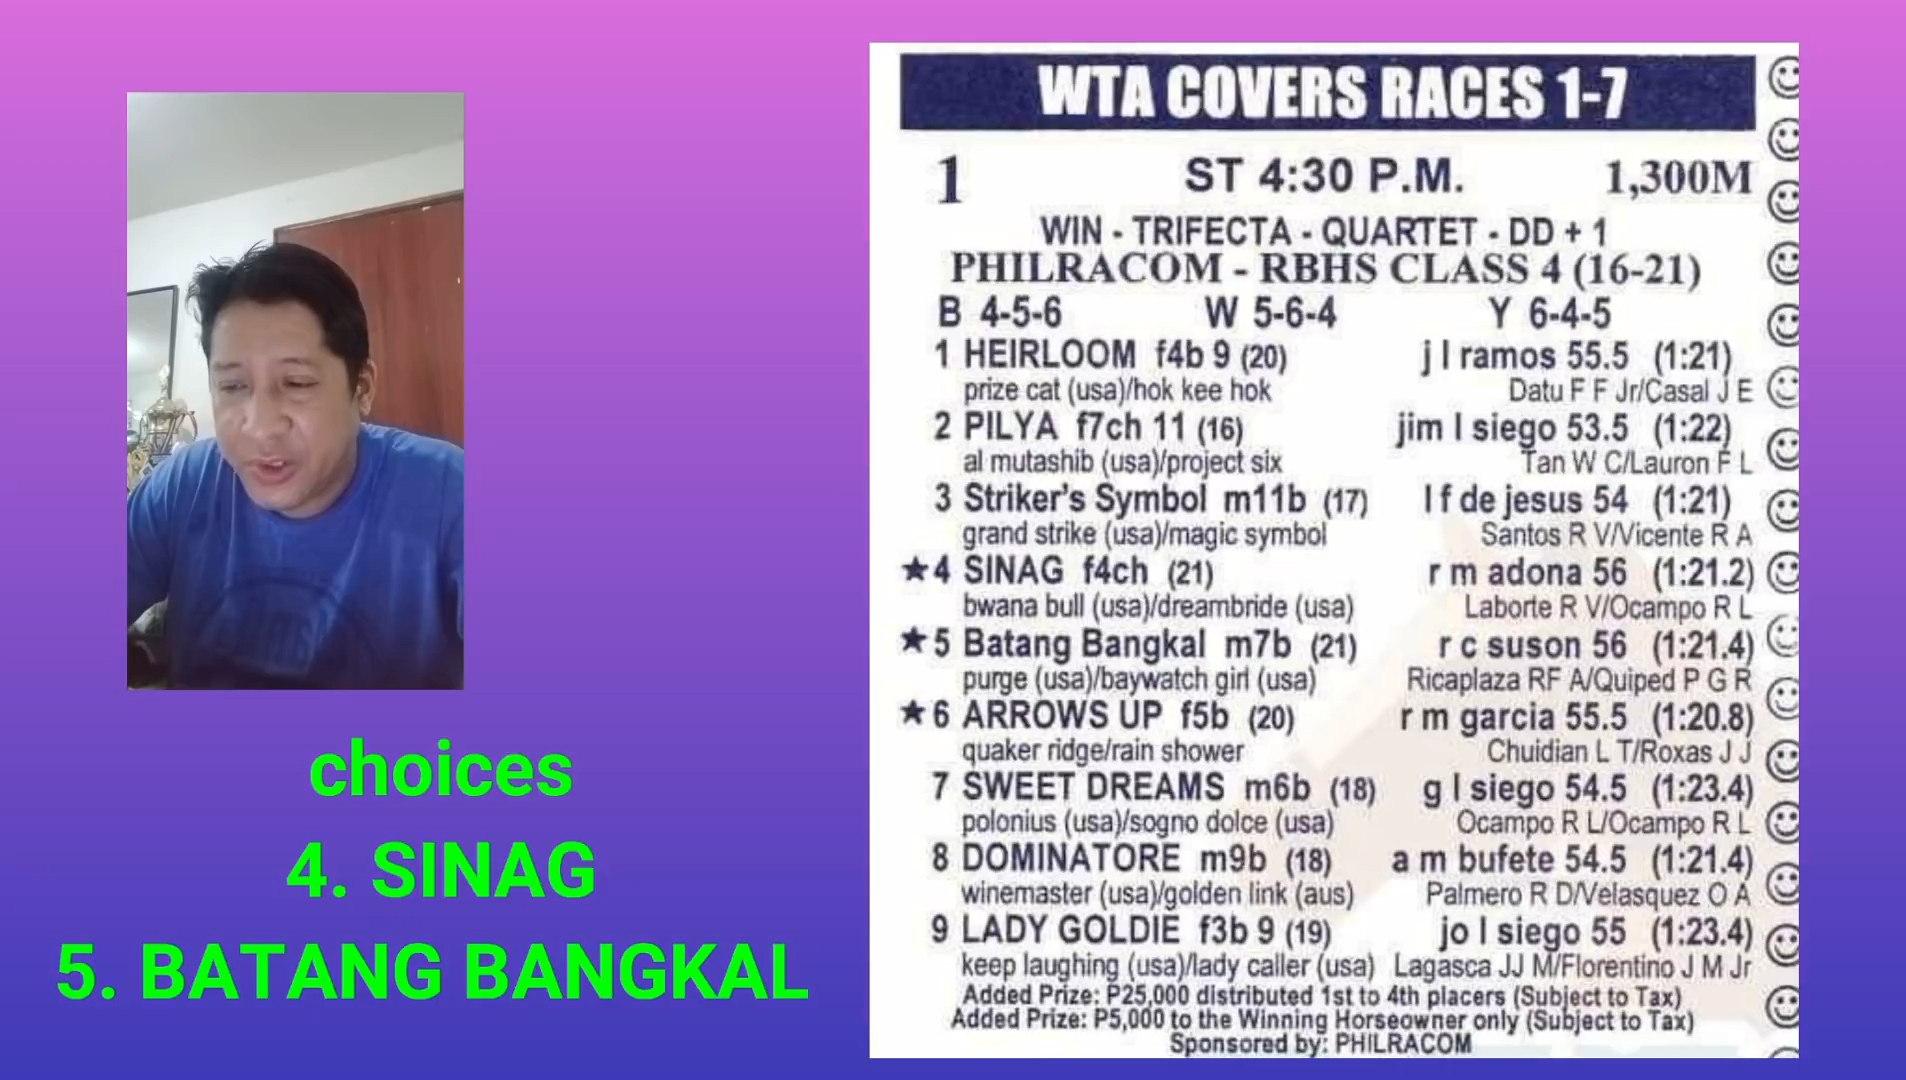 choices
4. SINAG
5. BATANG BANGKAL
WTA COVERS RACES 1-7
1 ST 4:30 P.M. 1,300M
WIN - TRIFECTA - QUARTET - DD + 1
PHILRACOM - RBHS CLASS 4 (16-21)
B 4-5-6 W 5-6-4 Y 6-4-5
1 HEIRLOOM f4b 9 (20) j l ramos 55.5 (1:21)
prize cat (usa)/hok kee hok Datu F F Jr/Casal J E
2 PILYA f7ch 11 (16) jim l siego 53.5 (1:22)
al mutashib (usa)/project six Tan W C/Lauron F L
3 Striker's Symbol m11b (17) l f de jesus 54 (1:21)
grand strike (usa)/magic symbol Santos R V/Vicente R A
★4 SINAG f4ch (21) r m adona 56 (1:21.2)
bwana bull (usa)/dreambride (usa) Laborte R V/Ocampo R L
★5 Batang Bangkal m7b (21) r c suson 56 (1:21.4)
purge (usa)/baywatch girl (usa) Ricaplaza RF A/Quiped P G R
★6 ARROWS UP f5b (20) r m garcia 55.5 (1:20.8)
quaker ridge/rain shower Chuidian L T/Roxas J J
7 SWEET DREAMS m6b (18) g l siego 54.5 (1:23.4)
polonius (usa)/sogno dolce (usa) Ocampo R L/Ocampo R L
8 DOMINATORE m9b (18) a m bufete 54.5 (1:21.4)
winemaster (usa)/golden link (aus) Palmero R D/Velasquez O A
9 LADY GOLDIE f3b 9 (19) jo l siego 55 (1:23.4)
keep laughing (usa)/lady caller (usa) Lagasca JJ M/Florentino J M Jr
Added Prize: P25,000 distributed 1st to 4th placers (Subject to Tax)
Added Prize: P5,000 to the Winning Horseowner only (Subject to Tax)
Sponsored by: PHILRACOM